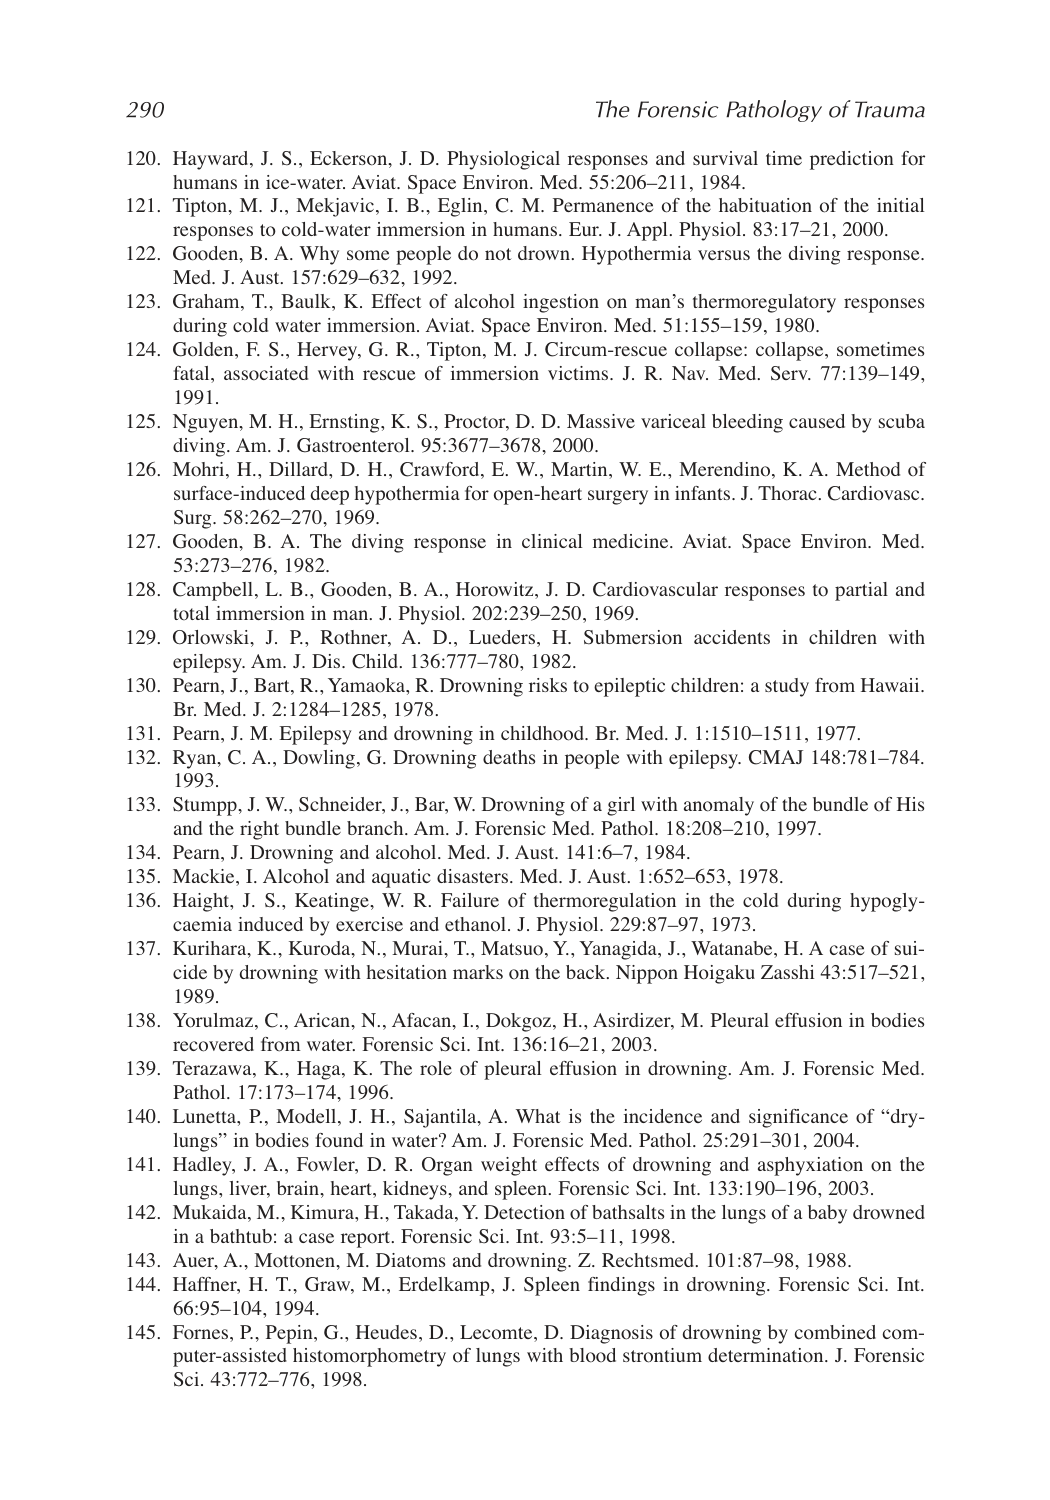 290 The Forensic Pathology of Trauma
120. Hayward, J. S., Eckerson, J. D. Physiological responses and survival time prediction for
humans in ice-water. Aviat. Space Environ. Med. 55:206–211, 1984.
121. Tipton, M. J., Mekjavic, I. B., Eglin, C. M. Permanence of the habituation of the initial
responses to cold-water immersion in humans. Eur. J. Appl. Physiol. 83:17–21, 2000.
122. Gooden, B. A. Why some people do not drown. Hypothermia versus the diving response.
Med. J. Aust. 157:629–632, 1992.
123. Graham, T., Baulk, K. Effect of alcohol ingestion on man’s thermoregulatory responses
during cold water immersion. Aviat. Space Environ. Med. 51:155–159, 1980.
124. Golden, F. S., Hervey, G. R., Tipton, M. J. Circum-rescue collapse: collapse, sometimes
fatal, associated with rescue of immersion victims. J. R. Nav. Med. Serv. 77:139–149,
1991.
125. Nguyen, M. H., Ernsting, K. S., Proctor, D. D. Massive variceal bleeding caused by scuba
diving. Am. J. Gastroenterol. 95:3677–3678, 2000.
126. Mohri, H., Dillard, D. H., Crawford, E. W., Martin, W. E., Merendino, K. A. Method of
surface-induced deep hypothermia for open-heart surgery in infants. J. Thorac. Cardiovasc.
Surg. 58:262–270, 1969.
127. Gooden, B. A. The diving response in clinical medicine. Aviat. Space Environ. Med.
53:273–276, 1982.
128. Campbell, L. B., Gooden, B. A., Horowitz, J. D. Cardiovascular responses to partial and
total immersion in man. J. Physiol. 202:239–250, 1969.
129. Orlowski, J. P., Rothner, A. D., Lueders, H. Submersion accidents in children with
epilepsy. Am. J. Dis. Child. 136:777–780, 1982.
130. Pearn, J., Bart, R., Yamaoka, R. Drowning risks to epileptic children: a study from Hawaii.
Br. Med. J. 2:1284–1285, 1978.
131. Pearn, J. M. Epilepsy and drowning in childhood. Br. Med. J. 1:1510–1511, 1977.
132. Ryan, C. A., Dowling, G. Drowning deaths in people with epilepsy. CMAJ 148:781–784.
1993.
133. Stumpp, J. W., Schneider, J., Bar, W. Drowning of a girl with anomaly of the bundle of His
and the right bundle branch. Am. J. Forensic Med. Pathol. 18:208–210, 1997.
134. Pearn, J. Drowning and alcohol. Med. J. Aust. 141:6–7, 1984.
135. Mackie, I. Alcohol and aquatic disasters. Med. J. Aust. 1:652–653, 1978.
136. Haight, J. S., Keatinge, W. R. Failure of thermoregulation in the cold during hypogly-
caemia induced by exercise and ethanol. J. Physiol. 229:87–97, 1973.
137. Kurihara, K., Kuroda, N., Murai, T., Matsuo, Y., Yanagida, J., Watanabe, H. A case of sui-
cide by drowning with hesitation marks on the back. Nippon Hoigaku Zasshi 43:517–521,
1989.
138. Yorulmaz, C., Arican, N., Afacan, I., Dokgoz, H., Asirdizer, M. Pleural effusion in bodies
recovered from water. Forensic Sci. Int. 136:16–21, 2003.
139. Terazawa, K., Haga, K. The role of pleural effusion in drowning. Am. J. Forensic Med.
Pathol. 17:173–174, 1996.
140. Lunetta, P., Modell, J. H., Sajantila, A. What is the incidence and significance of “dry-
lungs” in bodies found in water? Am. J. Forensic Med. Pathol. 25:291–301, 2004.
141. Hadley, J. A., Fowler, D. R. Organ weight effects of drowning and asphyxiation on the
lungs, liver, brain, heart, kidneys, and spleen. Forensic Sci. Int. 133:190–196, 2003.
142. Mukaida, M., Kimura, H., Takada, Y. Detection of bathsalts in the lungs of a baby drowned
in a bathtub: a case report. Forensic Sci. Int. 93:5–11, 1998.
143. Auer, A., Mottonen, M. Diatoms and drowning. Z. Rechtsmed. 101:87–98, 1988.
144. Haffner, H. T., Graw, M., Erdelkamp, J. Spleen findings in drowning. Forensic Sci. Int.
66:95–104, 1994.
145. Fornes, P., Pepin, G., Heudes, D., Lecomte, D. Diagnosis of drowning by combined com-
puter-assisted histomorphometry of lungs with blood strontium determination. J. Forensic
Sci. 43:772–776, 1998.